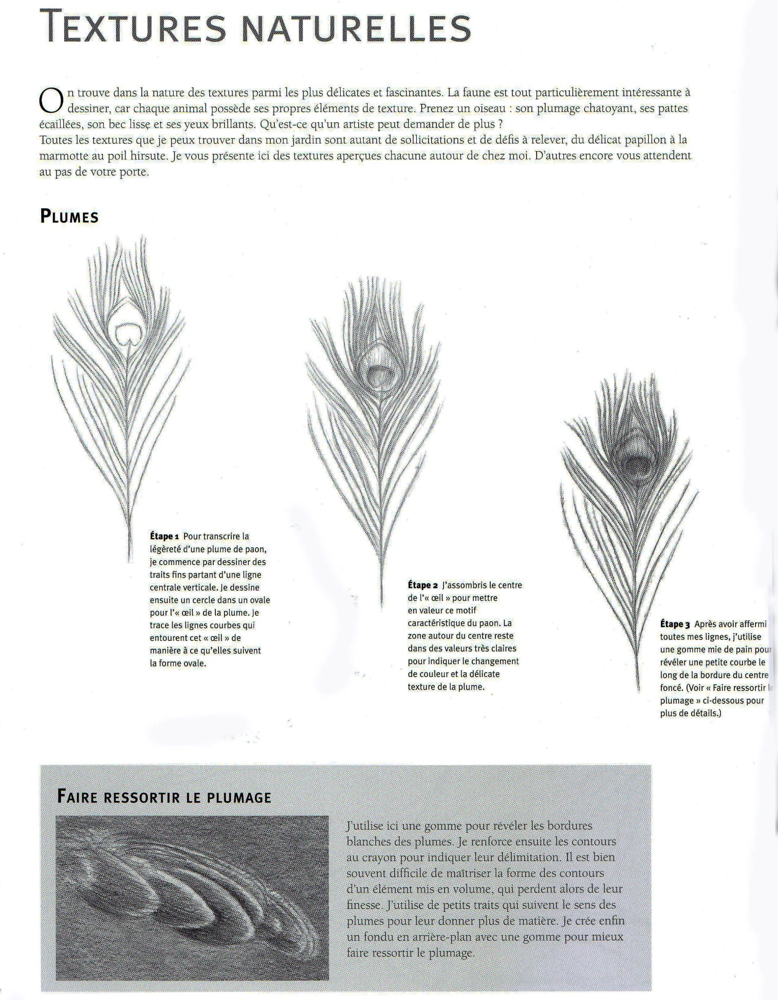 TEXTURES NATURELLES
On trouve dans la nature des textures parmi les plus délicates et fascinantes. La faune est tout particulièrement intéressante à
dessiner, car chaque animal possède ses propres éléments de texture. Prenez un oiseau : son plumage chatoyant, ses pattes
écaillées, son bec lisse et ses yeux brillants. Qu'est-ce qu'un artiste peut demander de plus ?
Toutes les textures que je peux trouver dans mon jardin sont autant de sollicitations et de défis à relever, du délicat papillon à la
marmotte au poil hirsute. Je vous présente ici des textures aperçues chacune autour de chez moi. D'autres encore vous attendent
au pas de votre porte.
PLUMES
Étape 1 Pour transcrire la
légèreté d'une plume de paon,
je commence par dessiner des
traits fins partant d'une ligne
centrale verticale. Je dessine
ensuite un cercle dans un ovale
pour l'« œil » de la plume. Je
trace les lignes courbes qui
entourent cet « œil » de
manière à ce qu'elles suivent
la forme ovale.
Étape 2 J'assombris le centre
de l'« œil » pour mettre
en valeur ce motif
caractéristique du paon. La
zone autour du centre reste
dans des valeurs très claires
pour indiquer le changement
de couleur et la délicate
texture de la plume.
Étape 3 Après avoir affermi
toutes mes lignes, j'utilise
une gomme mie de pain pour
révéler une petite courbe le
long de la bordure du centre
foncé. (Voir « Faire ressortir le
plumage » ci-dessous pour
plus de détails.)
FAIRE RESSORTIR LE PLUMAGE
J'utilise ici une gomme pour révéler les bordures
blanches des plumes. Je renforce ensuite les contours
au crayon pour indiquer leur délimitation. Il est bien
souvent difficile de maîtriser la forme des contours
d'un élément mis en volume, qui perdent alors de leur
finesse. J'utilise de petits traits qui suivent le sens des
plumes pour leur donner plus de matière. Je crée enfin
un fondu en arrière-plan avec une gomme pour mieux
faire ressortir le plumage.